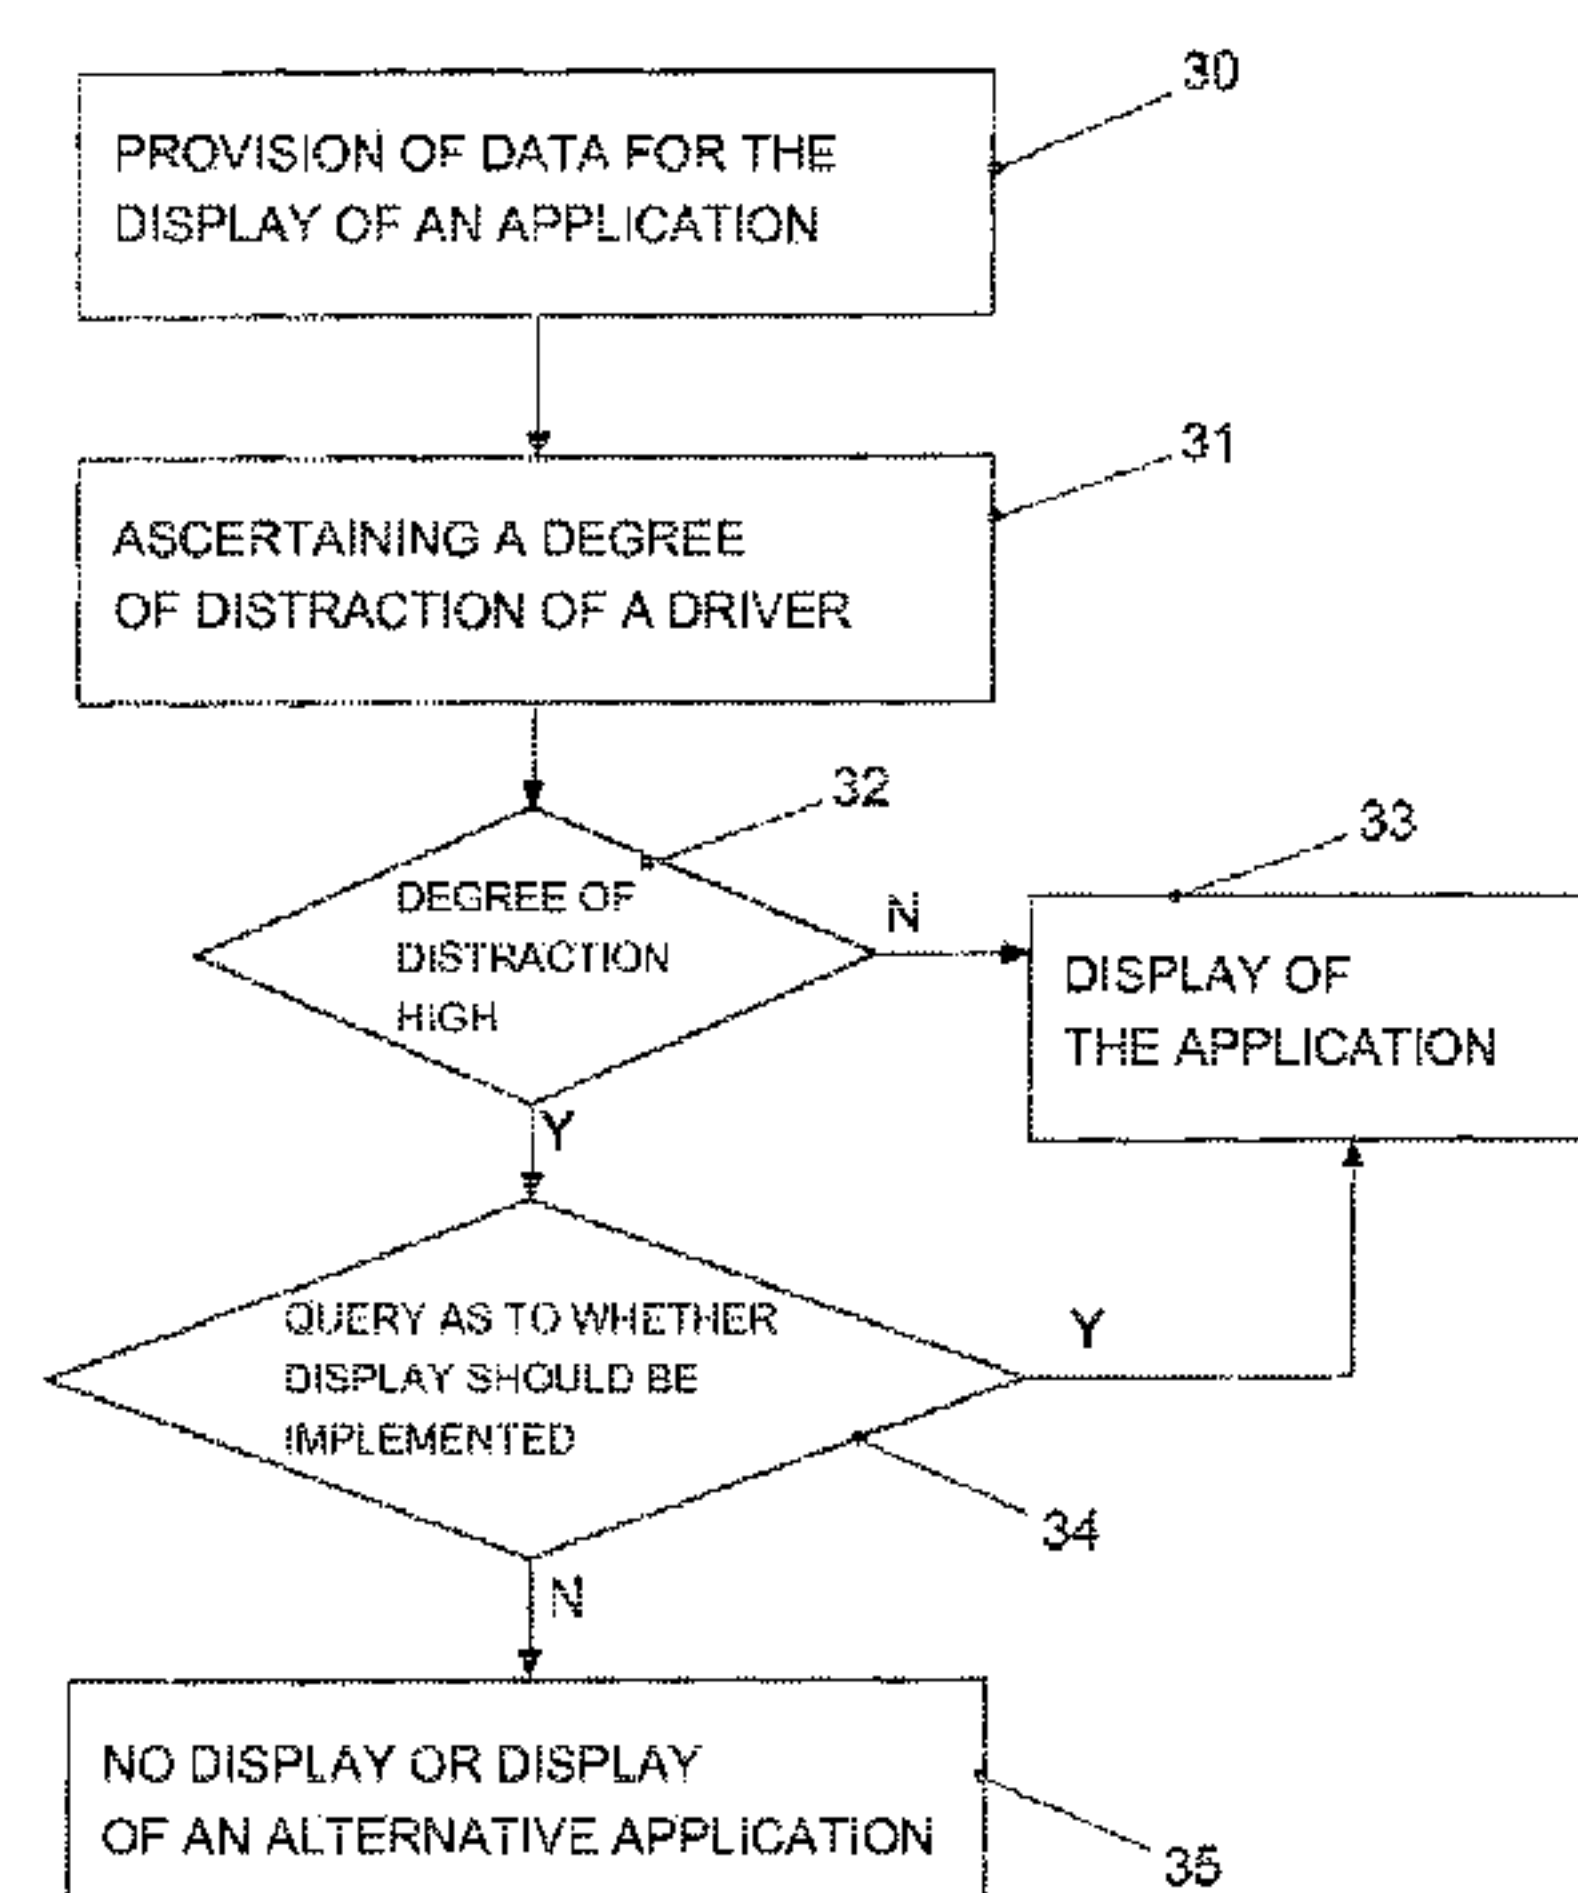 30
PROVISION OF DATA FOR THE
DISPLAY OF AN APPLICATION
31
ASCERTAINING A DEGREE
OF DISTRACTION OF A DRIVER
32
33
DEGREE OF
DISTRACTION
HIGH
N
DISPLAY OF
THE APPLICATION
Y
QUERY AS TO WHETHER
DISPLAY SHOULD BE
IMPLEMENTED
Y
34
N
NO DISPLAY OR DISPLAY
OF AN ALTERNATIVE APPLICATION
35